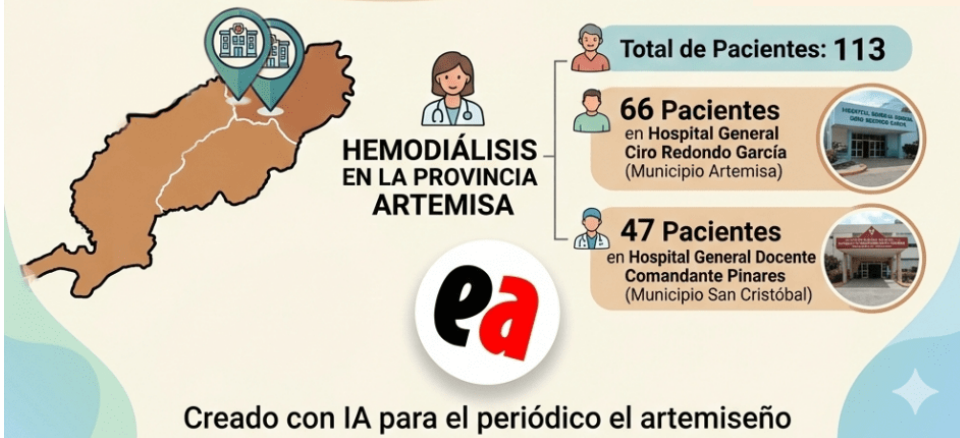 HEMODIÁLISIS
EN LA PROVINCIA
ARTEMISA
Total de Pacientes: 113
66 Pacientes
en Hospital General
Ciro Redondo García
(Municipio Artemisa)
47 Pacientes
en Hospital General Docente
Comandante Pinares
(Municipio San Cristóbal)
ea
Creado con IA para el periódico el artemiseño